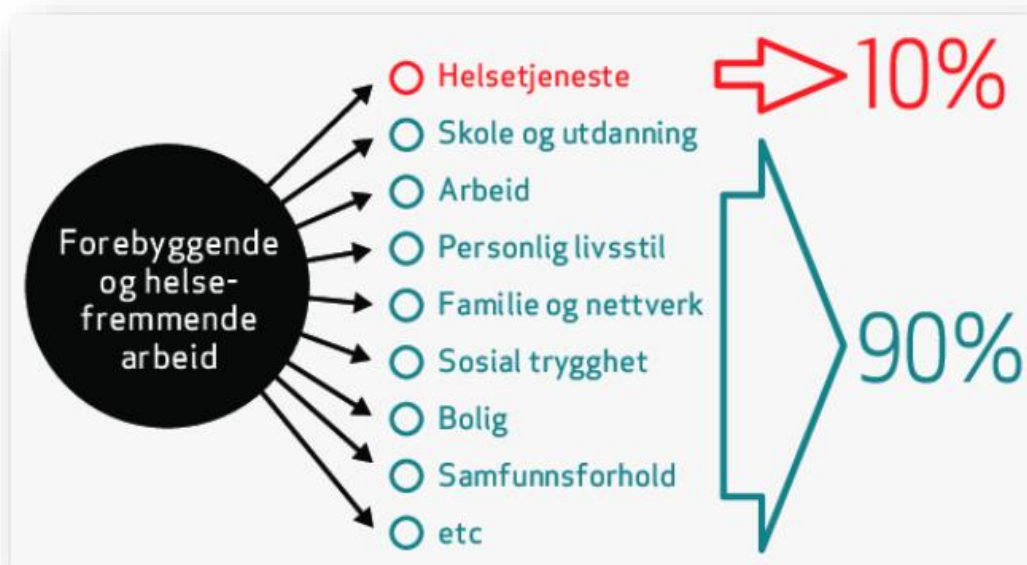 Forebyggende
og helse-
fremmende
arbeid
Helsetjeneste
Skole og utdanning
Arbeid
Personlig livsstil
Familie og nettverk
Sosial trygghet
Bolig
Samfunnsforhold
etc
10%
90%